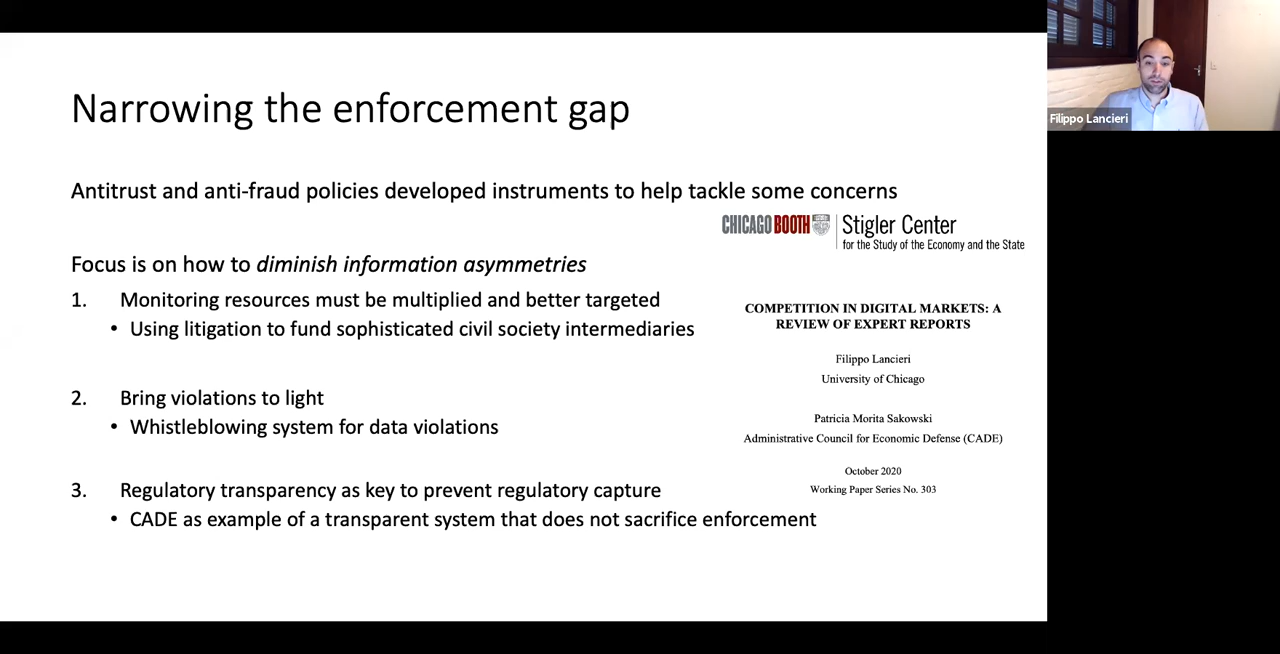 Narrowing the enforcement gap
Antitrust and anti-fraud policies developed instruments to help tackle some concerns
CHICAGO BOOTH
Stigler Center
for the Study of the Economy and the State
Focus is on how to diminish information asymmetries
1. Monitoring resources must be multiplied and better targeted
• Using litigation to fund sophisticated civil society intermediaries
2. Bring violations to light
• Whistleblowing system for data violations
3. Regulatory transparency as key to prevent regulatory capture
• CADE as example of a transparent system that does not sacrifice enforcement
COMPETITION IN DIGITAL MARKETS: A
REVIEW OF EXPERT REPORTS
Filippo Lancieri
University of Chicago
Patricia Morita Sakowski
Administrative Council for Economic Defense (CADE)
October 2020
Working Paper Series No. 303
Filippo Lancieri